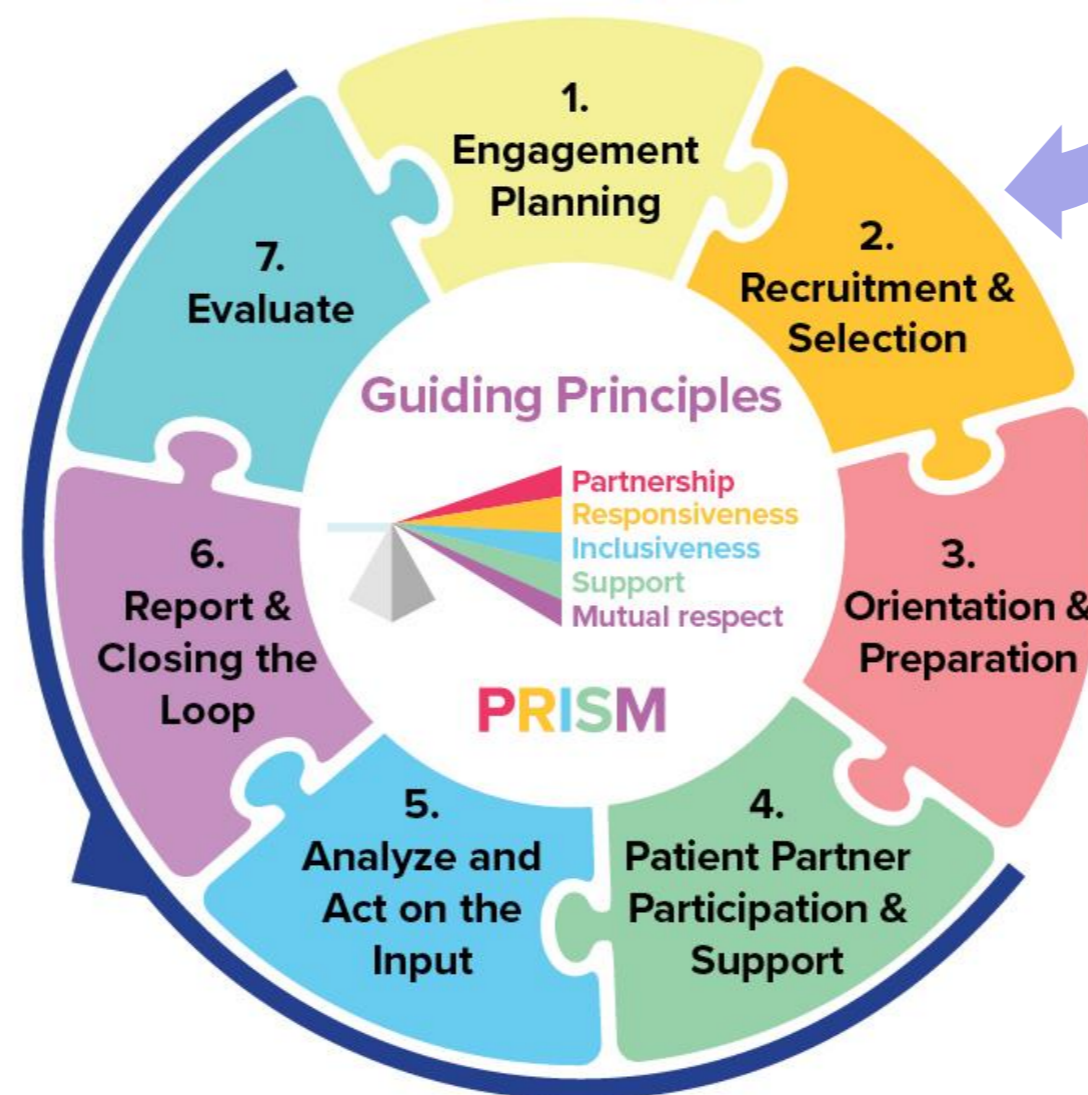 1.
Engagement
Planning
2.
Recruitment &
Selection
3.
Orientation &
Preparation
4.
Patient Partner
Participation &
Support
5.
Analyze and
Act on the
Input
6.
Report &
Closing the
Loop
7.
Evaluate
Guiding Principles
Partnership
Responsiveness
Inclusiveness
Support
Mutual respect
PRISM